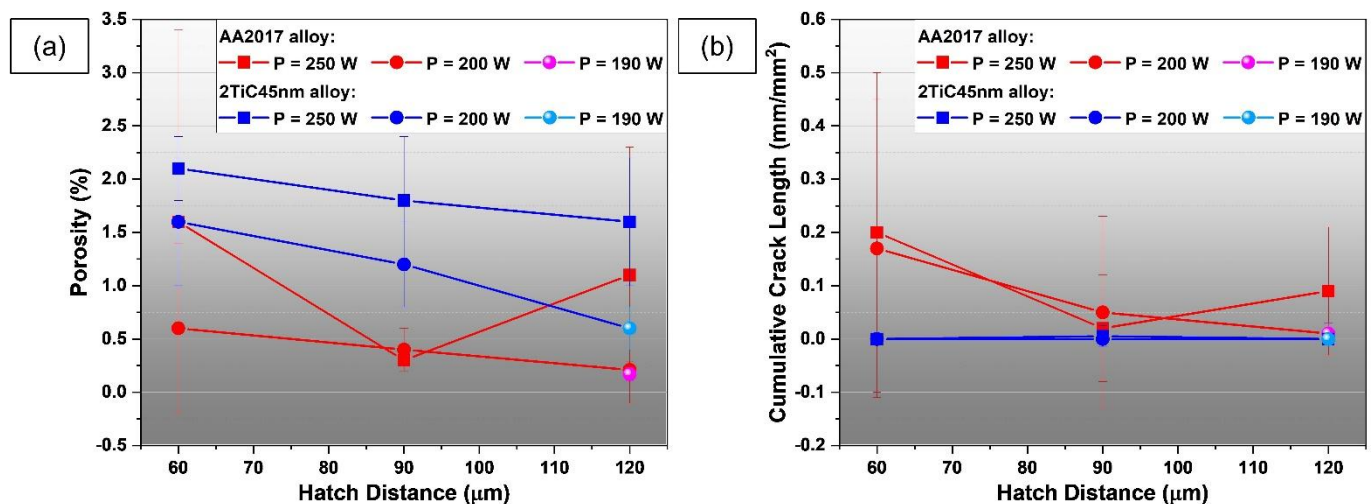 (a)
AA2017 alloy:
P = 250 W P = 200 W P = 190 W
2TiC45nm alloy:
P = 250 W P = 200 W P = 190 W
Porosity (%)
3.5
3.0
2.5
2.0
1.5
1.0
0.5
0.0
-0.5
60 70 80 90 100 110 120
Hatch Distance (μm)
(b)
AA2017 alloy:
P = 250 W P = 200 W P = 190 W
2TiC45nm alloy:
P = 250 W P = 200 W P = 190 W
Cumulative Crack Length (mm/mm²)
0.6
0.5
0.4
0.3
0.2
0.1
0.0
-0.1
-0.2
60 70 80 90 100 110 120
Hatch Distance (μm)